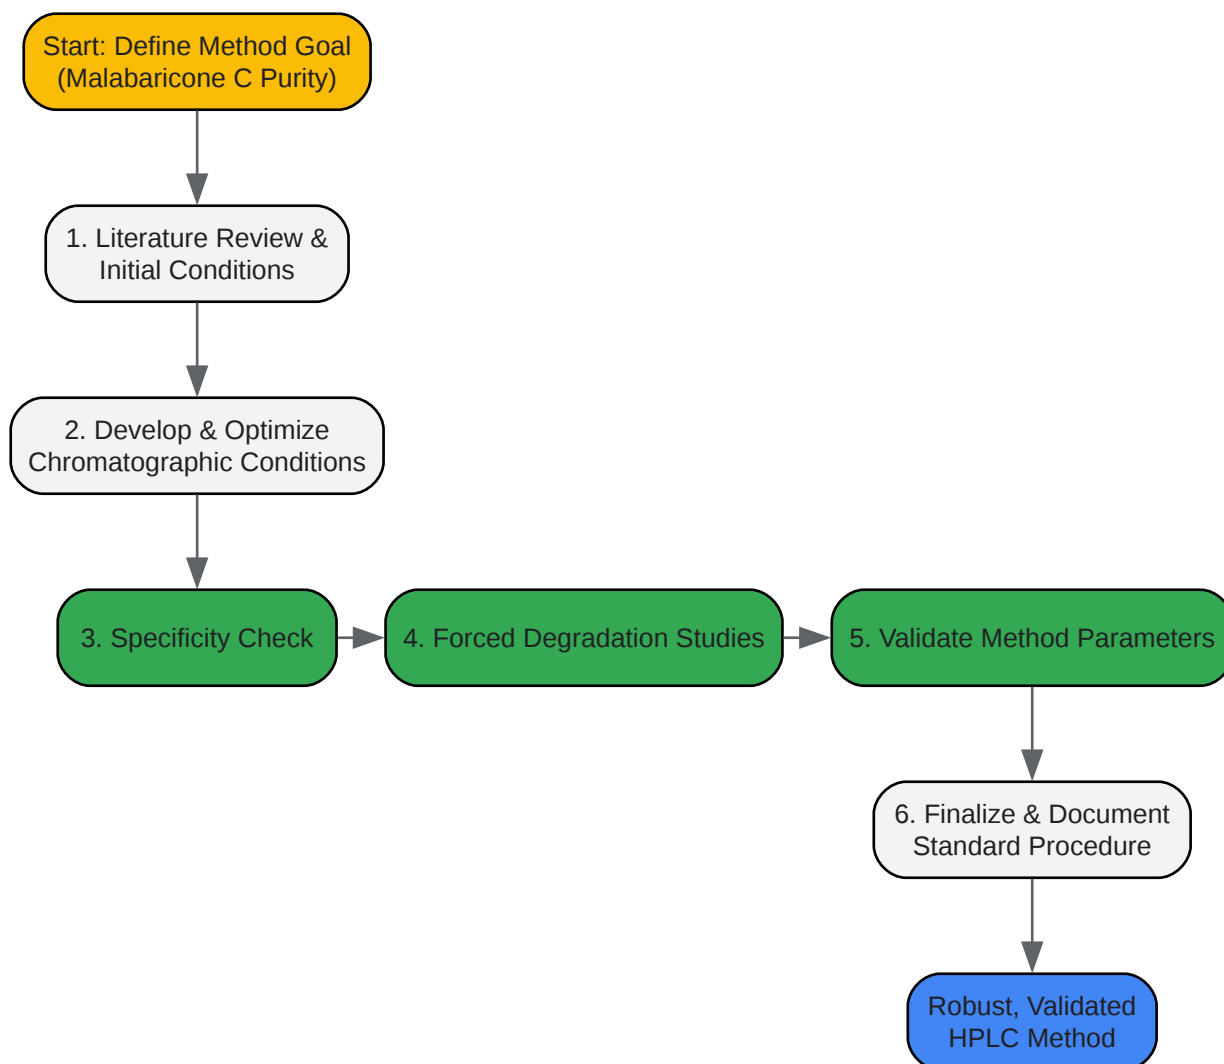 Start: Define Method Goal
(Malabaricone C Purity)
1. Literature Review &
Initial Conditions
2. Develop & Optimize
Chromatographic Conditions
3. Specificity Check
4. Forced Degradation Studies
5. Validate Method Parameters
6. Finalize & Document
Standard Procedure
Robust, Validated
HPLC Method